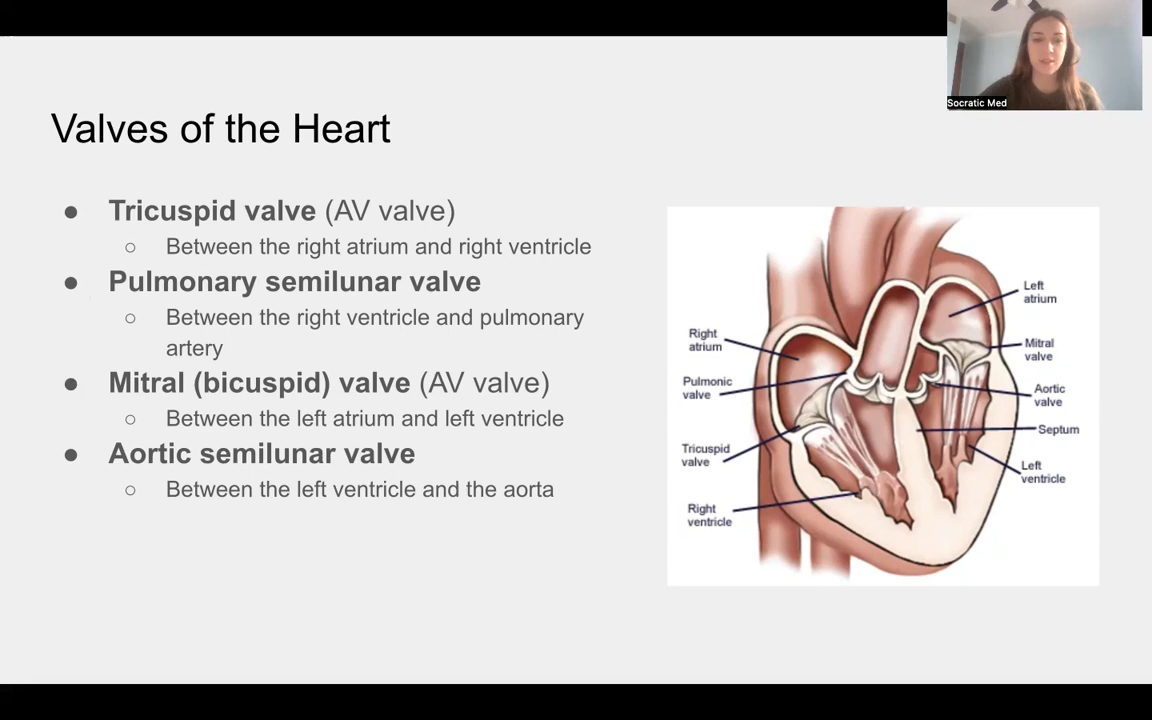 Socratic Med
Valves of the Heart
● Tricuspid valve (AV valve)
○ Between the right atrium and right ventricle
● Pulmonary semilunar valve
○ Between the right ventricle and pulmonary
artery
● Mitral (bicuspid) valve (AV valve)
○ Between the left atrium and left ventricle
● Aortic semilunar valve
○ Between the left ventricle and the aorta
Right
atrium
Pulmonic
valve
Tricuspid
valve
Right
ventricle
Left
atrium
Mitral
valve
Aortic
valve
Septum
Left
ventricle